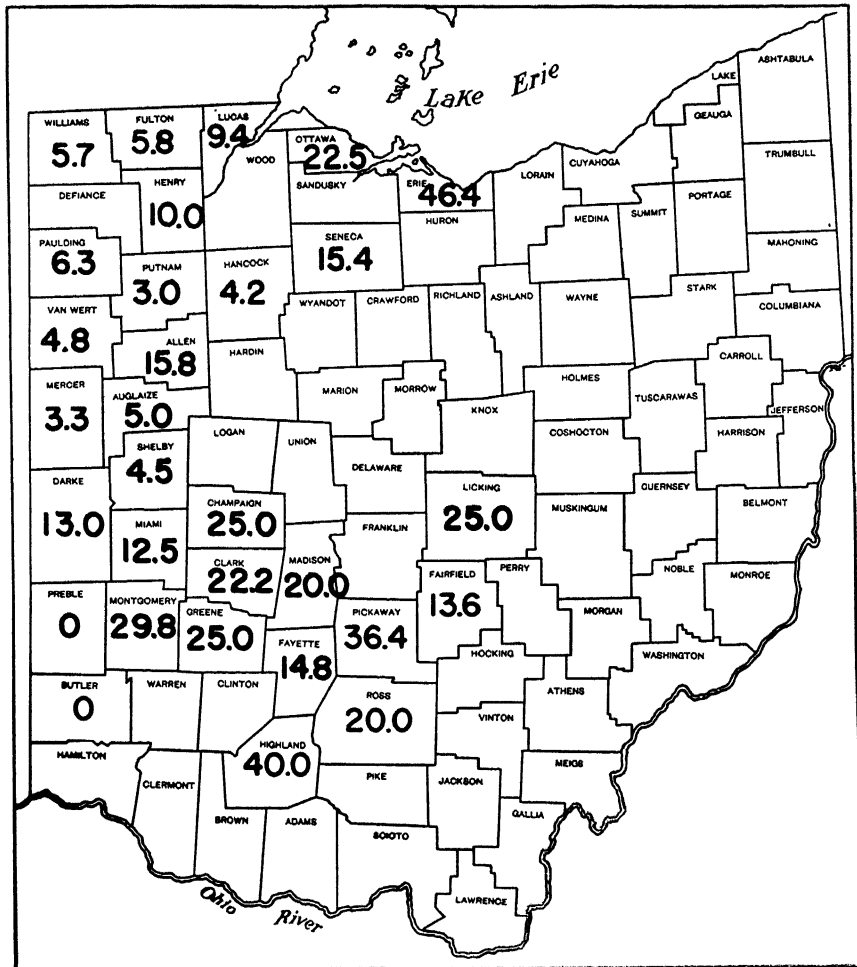 Lake Erie
ASHTABULA
LAKE
GEAUGA
WILLIAMS
5.7
FULTON
5.8
LUCAS
9.4
WOOD
OTTAWA
22.5
SANDUSKY
ERIE
46.4
LORAIN
CUYAHOGA
TRUMBULL
DEFIANCE
HENRY
10.0
HURON
MEDINA
SUMMIT
PORTAGE
MAHONING
PAULDING
6.3
PUTNAM
3.0
HANCOCK
4.2
SENECA
15.4
WYANDOT
CRAWFORD
RICHLAND
ASHLAND
WAYNE
STARK
COLUMBIANA
VAN WERT
4.8
ALLEN
15.8
HARDIN
MARION
MORROW
HOLMES
TUSCARAWAS
CARROLL
JEFFERSON
MERCER
3.3
AUGLAIZE
5.0
KNOX
COSHOCTON
HARRISON
SHELBY
4.5
LOGAN
UNION
DELAWARE
DARKE
13.0
MIAMI
12.5
CHAMPAIGN
25.0
LICKING
25.0
MUSKINGUM
GUERNSEY
BELMONT
FRANKLIN
CLARK
22.2
MADISON
20.0
FAIRFIELD
13.6
PERRY
NOBLE
MONROE
PREBLE
0
MONTGOMERY
29.8
GREENE
25.0
PICKAWAY
36.4
MORGAN
FAYETTE
14.8
HOCKING
WASHINGTON
BUTLER
0
WARREN
CLINTON
ROSS
20.0
ATHENS
VINTON
HAMILTON
HIGHLAND
40.0
CLERMONT
PIKE
JACKSON
MEIGS
BROWN
ADAMS
SCIOTO
GALLIA
LAWRENCE
Ohio River